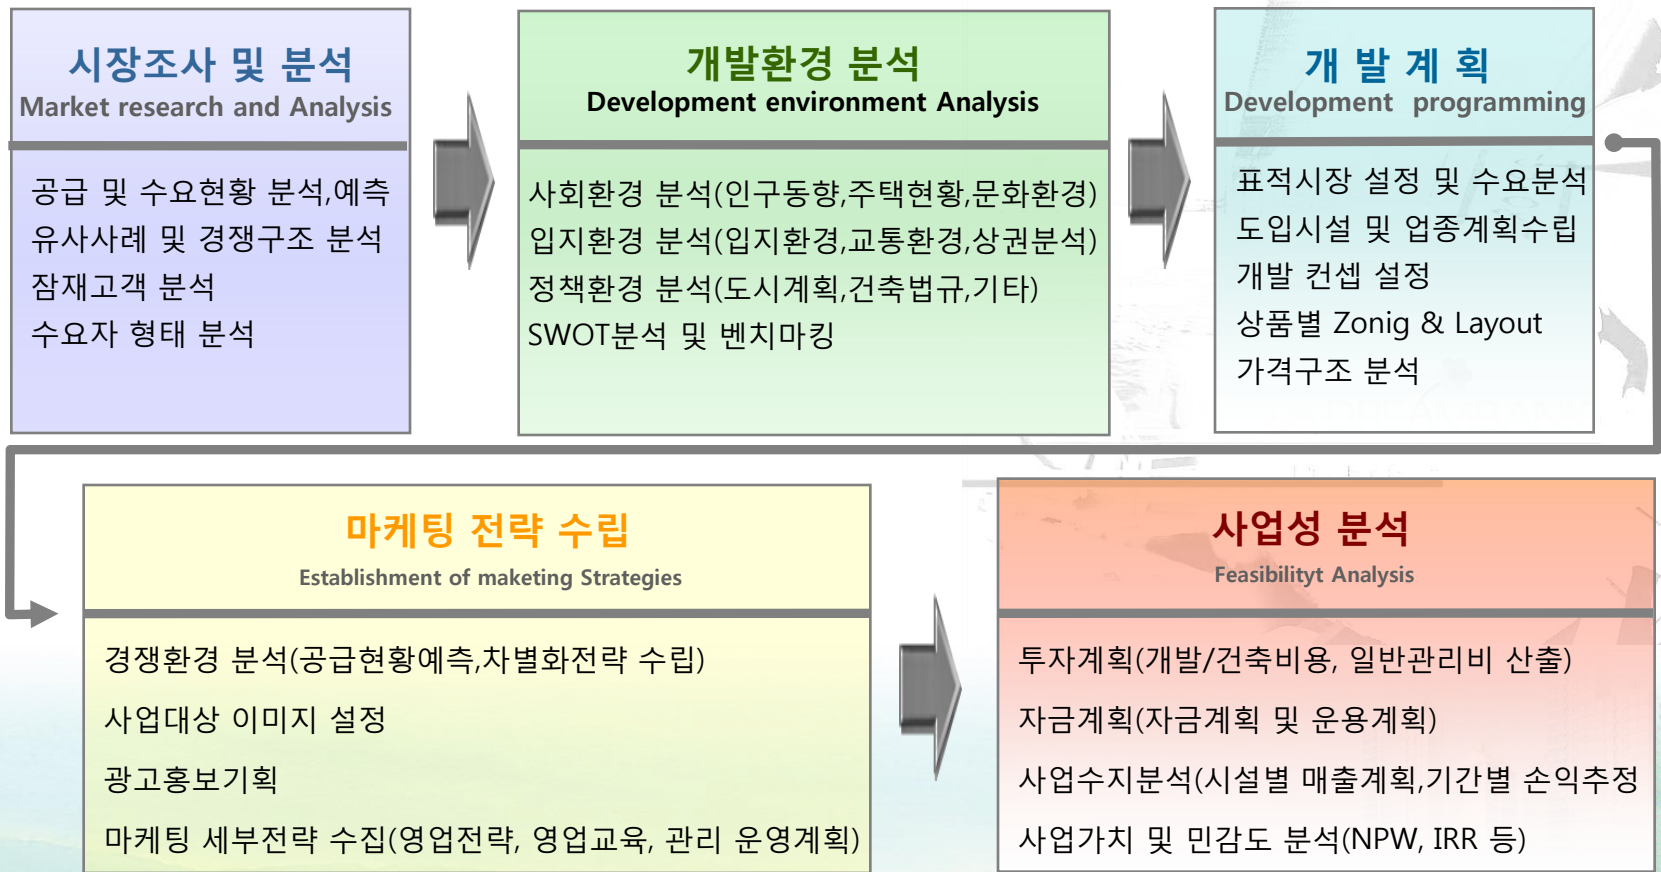 시장조사 및 분석
Market research and Analysis
공급 및 수요현황 분석,예측
유사사례 및 경쟁구조 분석
잠재고객 분석
수요자 형태 분석
개발환경 분석
Development environment Analysis
사회환경 분석(인구동향,주택현황,문화환경)
입지환경 분석(입지환경,교통환경,상권분석)
정책환경 분석(도시계획,건축법규,기타)
SWOT분석 및 벤치마킹
개 발 계 획
Development programming
표적시장 설정 및 수요분석
도입시설 및 업종계획수립
개발 컨셉 설정
상품별 Zonig & Layout
가격구조 분석
마케팅 전략 수립
Establishment of maketing Strategies
경쟁환경 분석(공급현황예측,차별화전략 수립)
사업대상 이미지 설정
광고홍보기획
마케팅 세부전략 수집(영업전략, 영업교육, 관리 운영계획)
사업성 분석
Feasibilityt Analysis
투자계획(개발/건축비용, 일반관리비 산출)
자금계획(자금계획 및 운용계획)
사업수지분석(시설별 매출계획,기간별 손익추정
사업가치 및 민감도 분석(NPW, IRR 등)